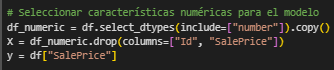 # Seleccionar características numéricas para el modelo
df_numeric = df.select_dtypes(include=["number"]).copy()
X = df_numeric.drop(columns=["Id", "SalePrice"])
y = df["SalePrice"]